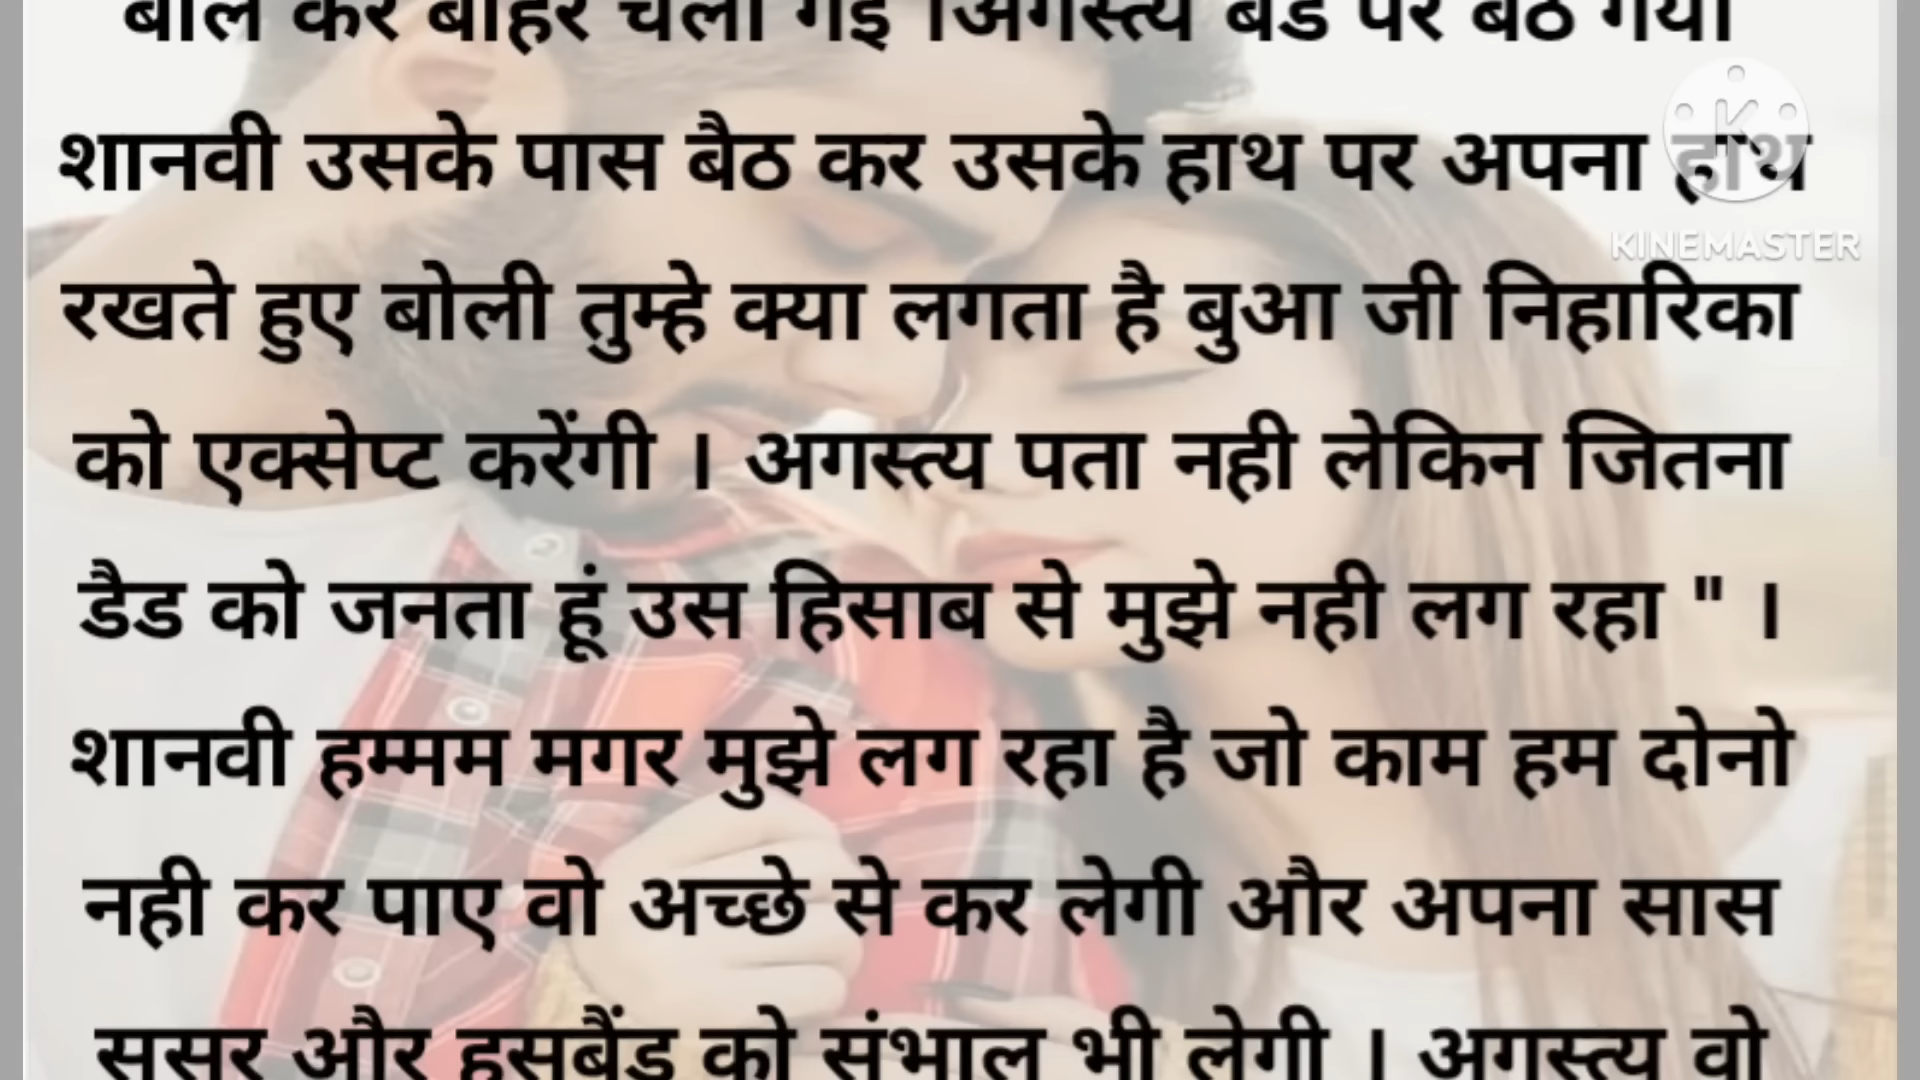 बोल कर बाहर चली गई ।अगस्त्य बेड पर बैठ गया
शानवी उसके पास बैठ कर उसके हाथ पर अपना हाथ
रखते हुए बोली तुम्हे क्या लगता है बुआ जी निहारिका
को एक्सेप्ट करेंगी । अगस्त्य पता नही लेकिन जितना
डैड को जनता हूं उस हिसाब से मुझे नही लग रहा " ।
शानवी हम्मम मगर मुझे लग रहा है जो काम हम दोनो
नही कर पाए वो अच्छे से कर लेगी और अपना सास
ससुर और हसबैंड को संभाल भी लेगी । अगस्त्य वो
K
KINEMASTER